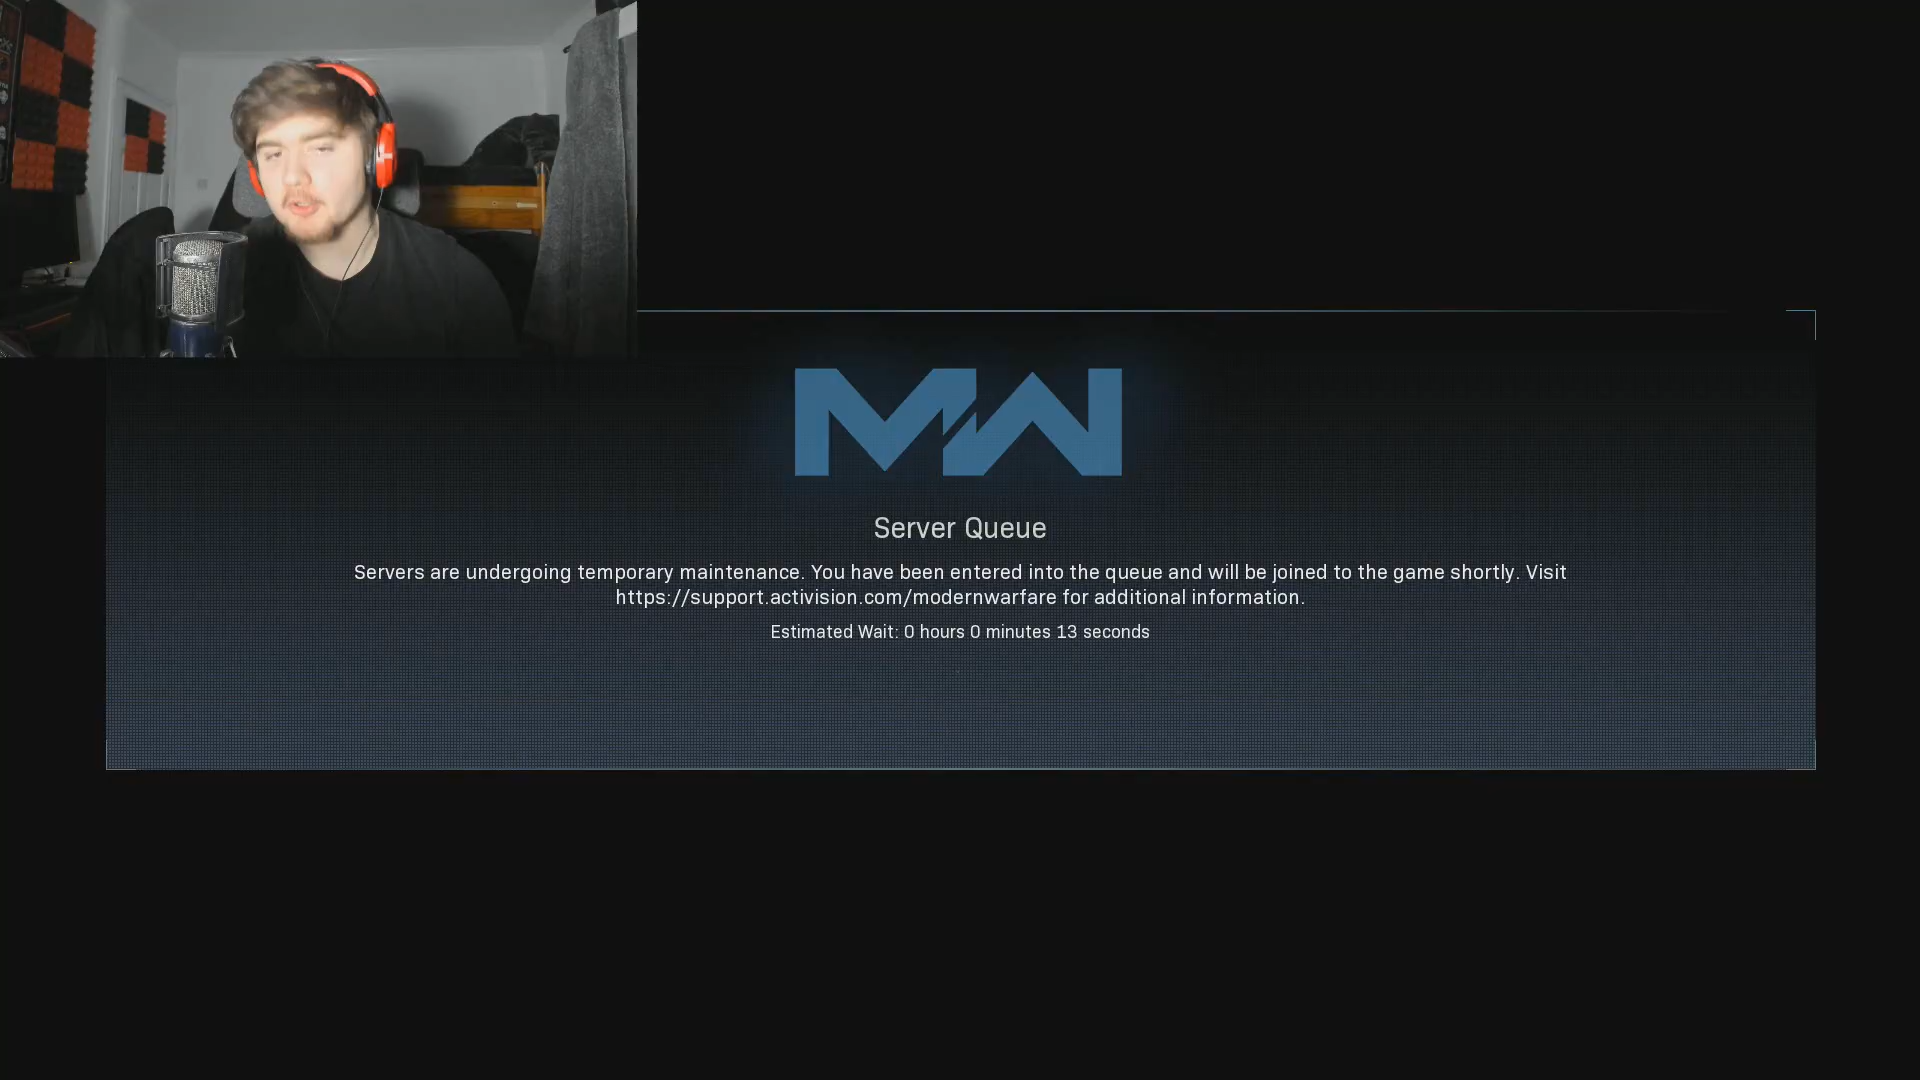 MW
Server Queue
Servers are undergoing temporary maintenance. You have been entered into the queue and will be joined to the game shortly. Visit
https://support.activision.com/modernwarfare for additional information.
Estimated Wait: 0 hours 0 minutes 13 seconds